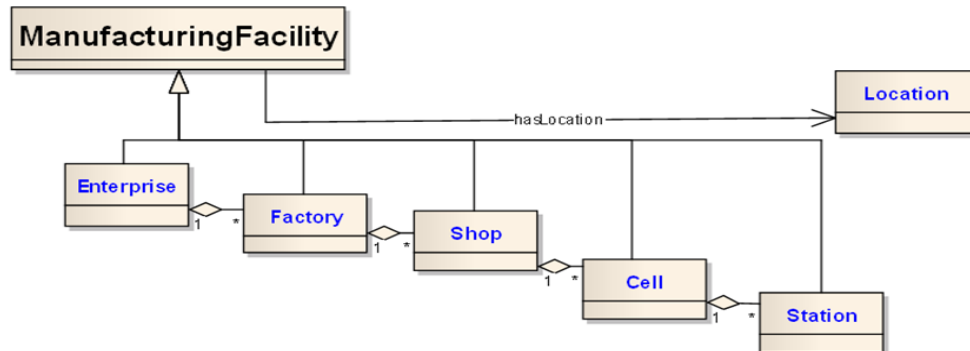 ManufacturingFacility
Location
hasLocation
Enterprise
1
*
Factory
1
*
Shop
1
*
Cell
1
*
Station